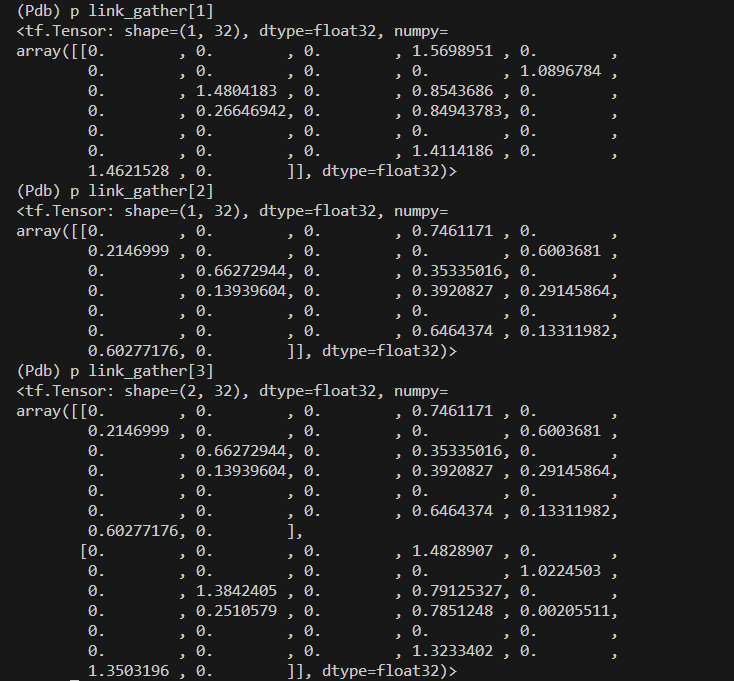 (Pdb) p link_gather[1]
<tf.Tensor: shape=(1, 32), dtype=float32, numpy=
array([[0.        , 0.        , 0.        , 1.5698951 , 0.        ,
        0.        , 0.        , 0.        , 0.        , 1.0896784 ,
        0.        , 1.4804183 , 0.        , 0.8543686 , 0.        ,
        0.        , 0.26646942, 0.        , 0.84943783, 0.        ,
        0.        , 0.        , 0.        , 0.        , 0.        ,
        0.        , 0.        , 0.        , 1.4114186 , 0.        ,
        1.4621528 , 0.        ]], dtype=float32)>
(Pdb) p link_gather[2]
<tf.Tensor: shape=(1, 32), dtype=float32, numpy=
array([[0.        , 0.        , 0.        , 0.7461171 , 0.        ,
        0.2146999 , 0.        , 0.        , 0.        , 0.6003681 ,
        0.        , 0.66272944, 0.        , 0.35335016, 0.        ,
        0.        , 0.13939604, 0.        , 0.3920827 , 0.29145864,
        0.        , 0.        , 0.        , 0.        , 0.        ,
        0.        , 0.        , 0.        , 0.6464374 , 0.13311982,
        0.60277176, 0.        ]], dtype=float32)>
(Pdb) p link_gather[3]
<tf.Tensor: shape=(2, 32), dtype=float32, numpy=
array([[0.        , 0.        , 0.        , 0.7461171 , 0.        ,
        0.2146999 , 0.        , 0.        , 0.        , 0.6003681 ,
        0.        , 0.66272944, 0.        , 0.35335016, 0.        ,
        0.        , 0.13939604, 0.        , 0.3920827 , 0.29145864,
        0.        , 0.        , 0.        , 0.        , 0.        ,
        0.        , 0.        , 0.        , 0.6464374 , 0.13311982,
        0.60277176, 0.        ],
       [0.        , 0.        , 0.        , 1.4828907 , 0.        ,
        0.        , 0.        , 0.        , 0.        , 1.0224503 ,
        0.        , 1.3842405 , 0.        , 0.79125327, 0.        ,
        0.        , 0.2510579 , 0.        , 0.7851248 , 0.00205511,
        0.        , 0.        , 0.        , 0.        , 0.        ,
        0.        , 0.        , 0.        , 1.3233402 , 0.        ,
        1.3503196 , 0.        ]], dtype=float32)>